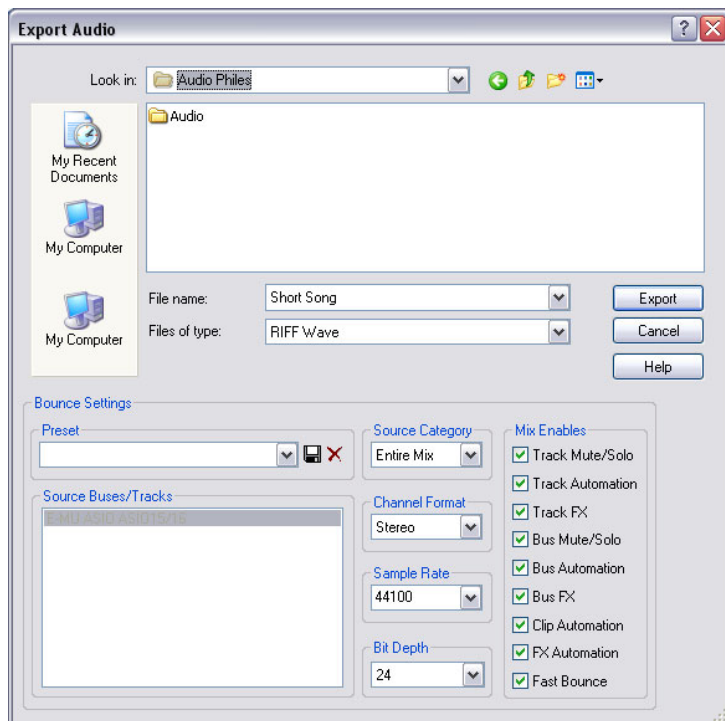 Export Audio
Look in: Audio Philes
Audio
My Recent
Documents
My Computer
My Computer
File name: Short Song Export
Files of type: RIFF Wave Cancel
Help
Bounce Settings
Preset
Source Category
Entire Mix
Mix Enables
Track Mute/Solo
Track Automation
Track FX
Bus Mute/Solo
Bus Automation
Bus FX
Clip Automation
FX Automation
Fast Bounce
Source Buses/Tracks
E-MU ASIO ASIO15/16
Channel Format
Stereo
Sample Rate
44100
Bit Depth
24